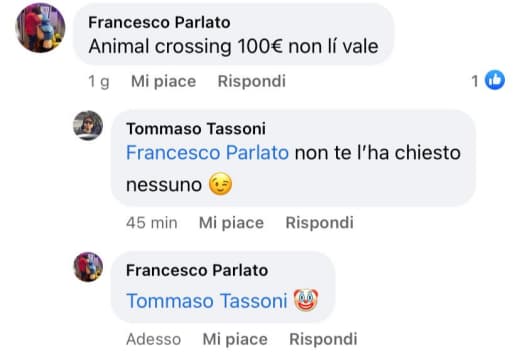 Francesco Parlato
Animal crossing 100€ non lí vale
1 g Mi piace Rispondi 1
Tommaso Tassoni
Francesco Parlato non te l’ha chiesto
nessuno 😉
45 min Mi piace Rispondi
Francesco Parlato
Tommaso Tassoni 🤡
Adesso Mi piace Rispondi